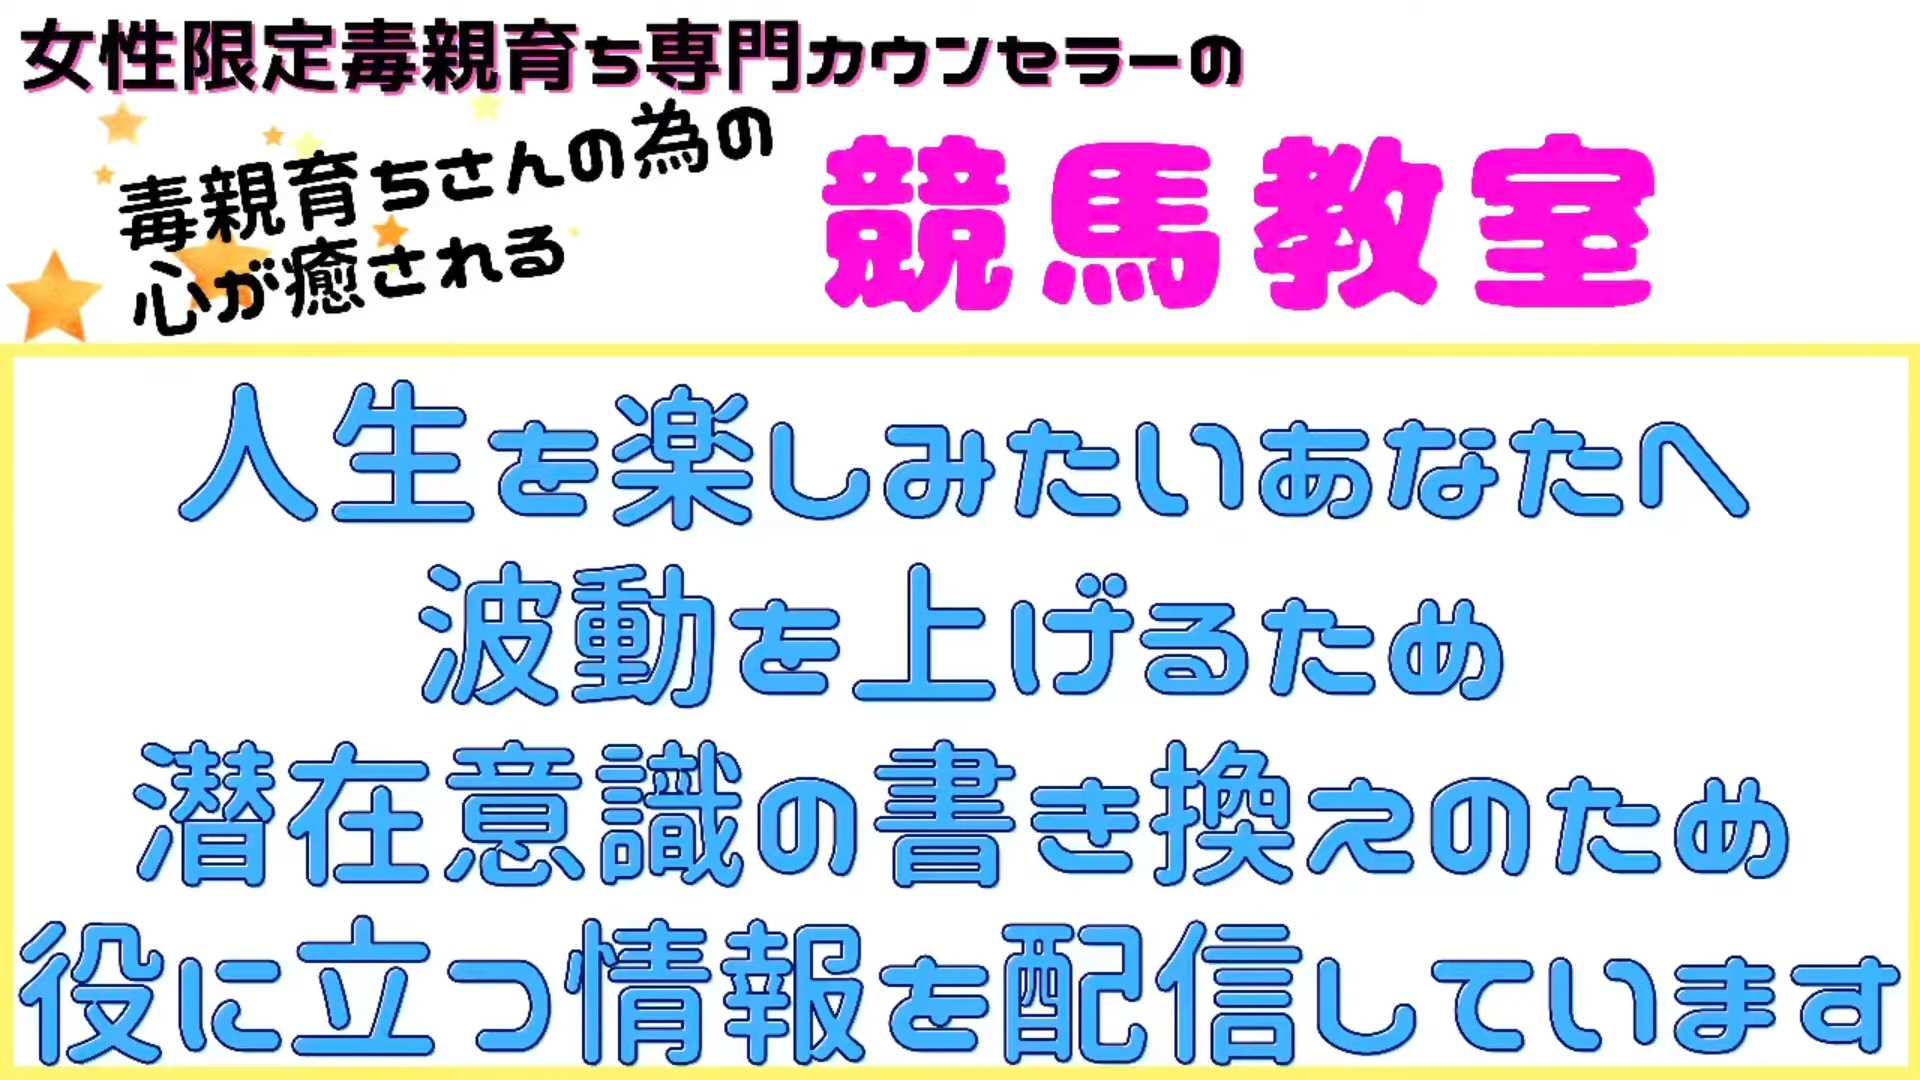 女性限定毒親育ち専門カウンセラーの
毒親育ちさんの為の
心が癒される
競馬教室
人生を楽しみたいあなたへ
波動を上げるため
潜在意識の書き換えのため
役に立つ情報を配信しています